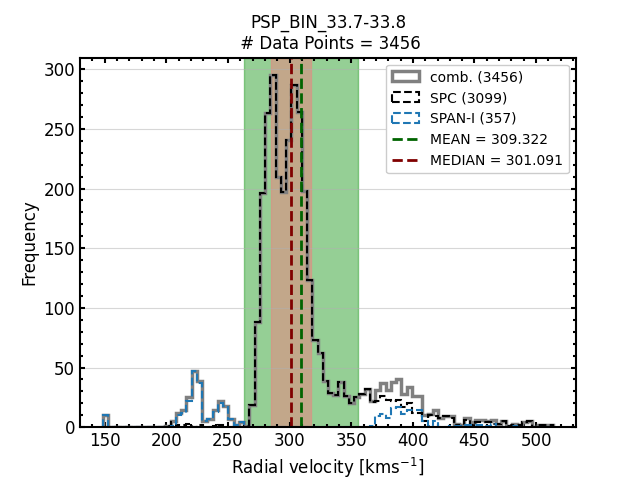 PSP_BIN_33.7-33.8
# Data Points = 3456
300
250
200
150
100
50
0
Frequency
comb. (3456)
SPC (3099)
SPAN-I (357)
MEAN = 309.322
MEDIAN = 301.091
150 200 250 300 350 400 450 500
Radial velocity [kms⁻¹]